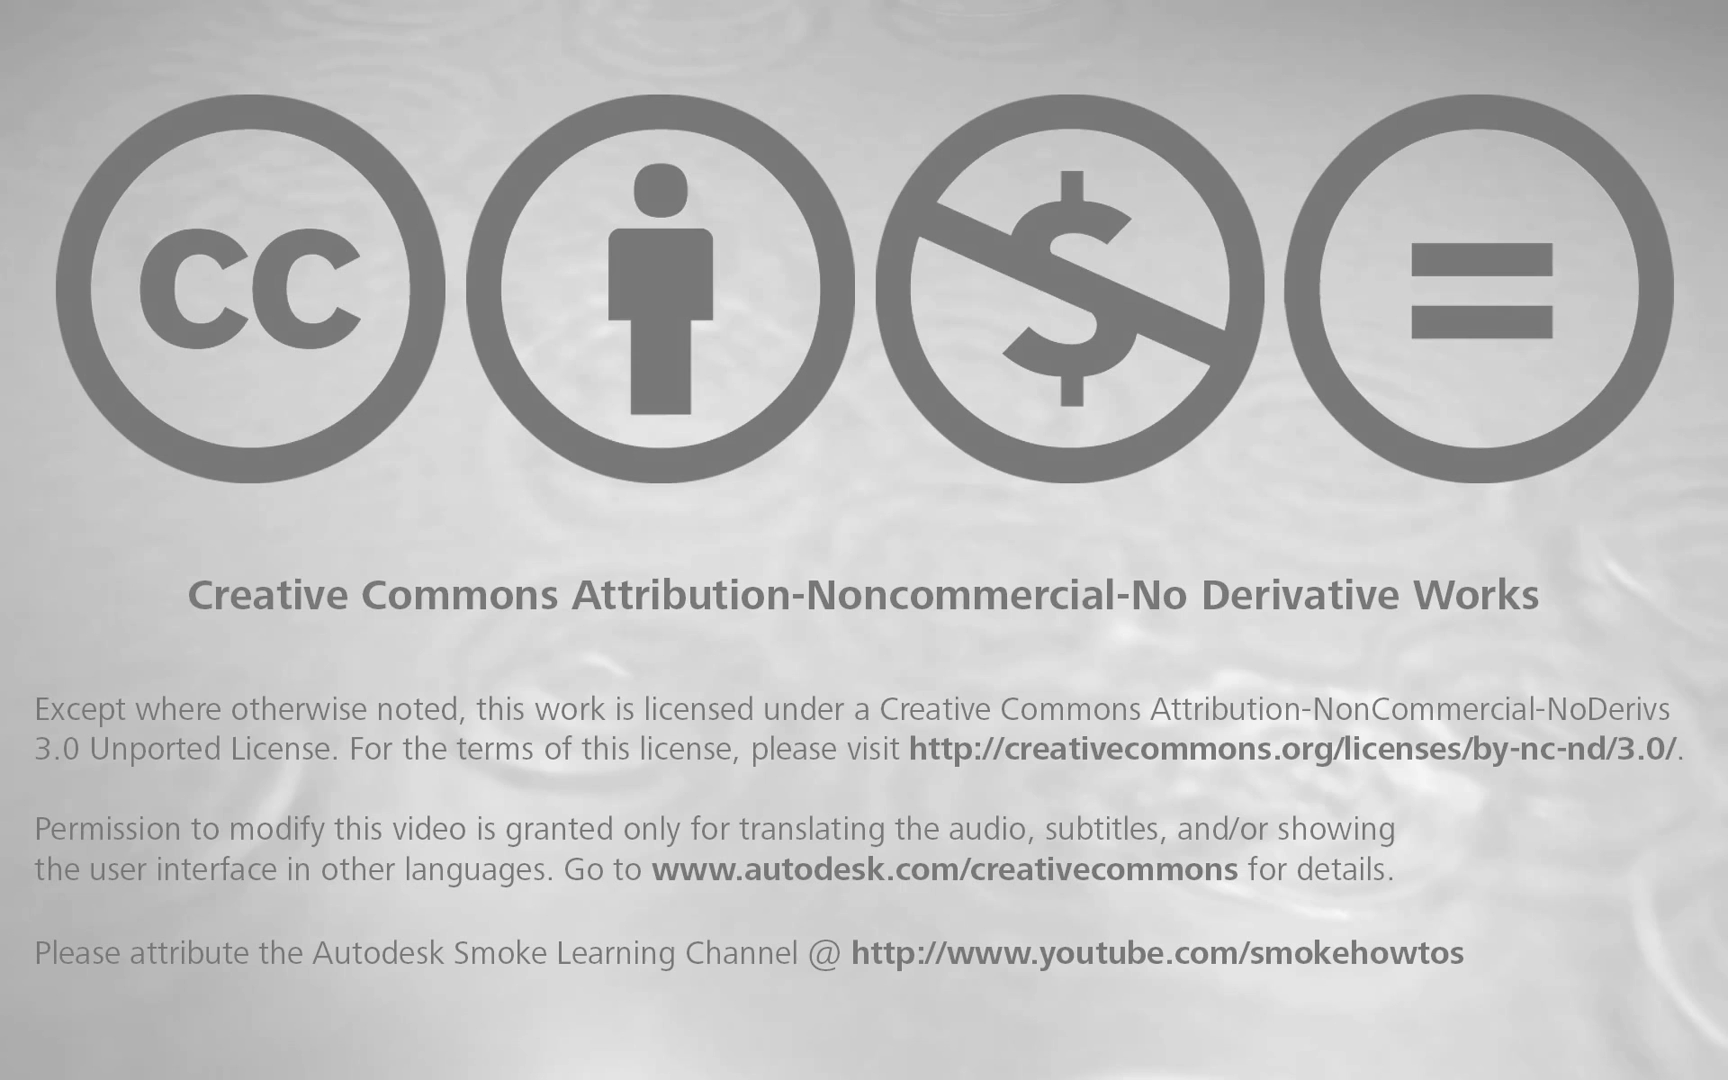 cc $ =
Creative Commons Attribution-Noncommercial-No Derivative Works
Except where otherwise noted, this work is licensed under a Creative Commons Attribution-NonCommercial-NoDerivs
3.0 Unported License. For the terms of this license, please visit http://creativecommons.org/licenses/by-nc-nd/3.0/.
Permission to modify this video is granted only for translating the audio, subtitles, and/or showing
the user interface in other languages. Go to www.autodesk.com/creativecommons for details.
Please attribute the Autodesk Smoke Learning Channel @ http://www.youtube.com/smokehowtos